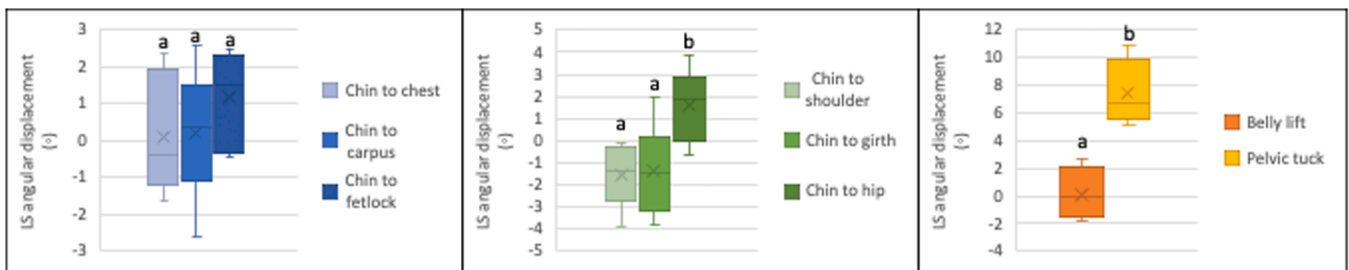 LS angular displacement
(°)
3
2
1
0
-1
-2
-3
a
a
a
Chin to chest
Chin to
carpus
Chin to
fetlock
LS angular displacement
(°)
5
4
3
2
1
0
-1
-2
-3
-4
-5
a
a
b
Chin to
shoulder
Chin to girth
Chin to hip
LS angular displacement
(°)
12
10
8
6
4
2
0
-2
-4
a
b
Belly lift
Pelvic tuck